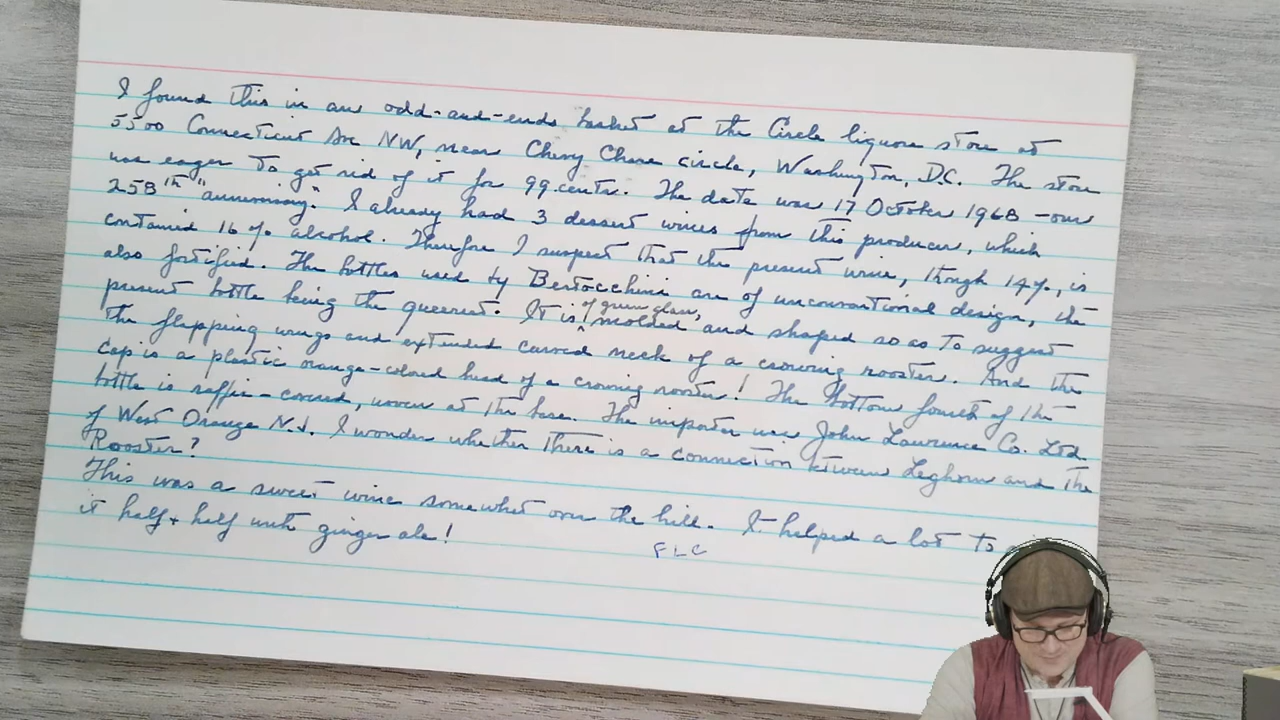 I found this in an odd-and-ends basket at the Circle liquore store at
5500 Connecticut Ave NW, near Chevy Chase circle, Washington, D.C. The store
was eager to get rid of it for 99 cents. The date was 17 October 1968 - our
258th "anniversary". I already had 3 dessert wines from this producer, which
contained 16% alcohol. Therefore I suspect that the present wine, though 14%, is
also fortified. The bottles used by Bertocchini are of unconventional design, the
present bottle being the queerest. It is of green glass, molded and shaped so as to suggest
the flapping wings and extended curved neck of a crowing rooster. And the
cap is a plastic orange-colored head of a crowing rooster! The bottom fourth of the
bottle is raffia-covered, woven at the base. The importer was John Lawrence Co. Ltd
of West Orange N.J. I wonder whether there is a connection between Leghorn and the
Rooster?
This was a sweet wine somewhat over the hill. It helped a lot to
it half + half with ginger ale!
FLC